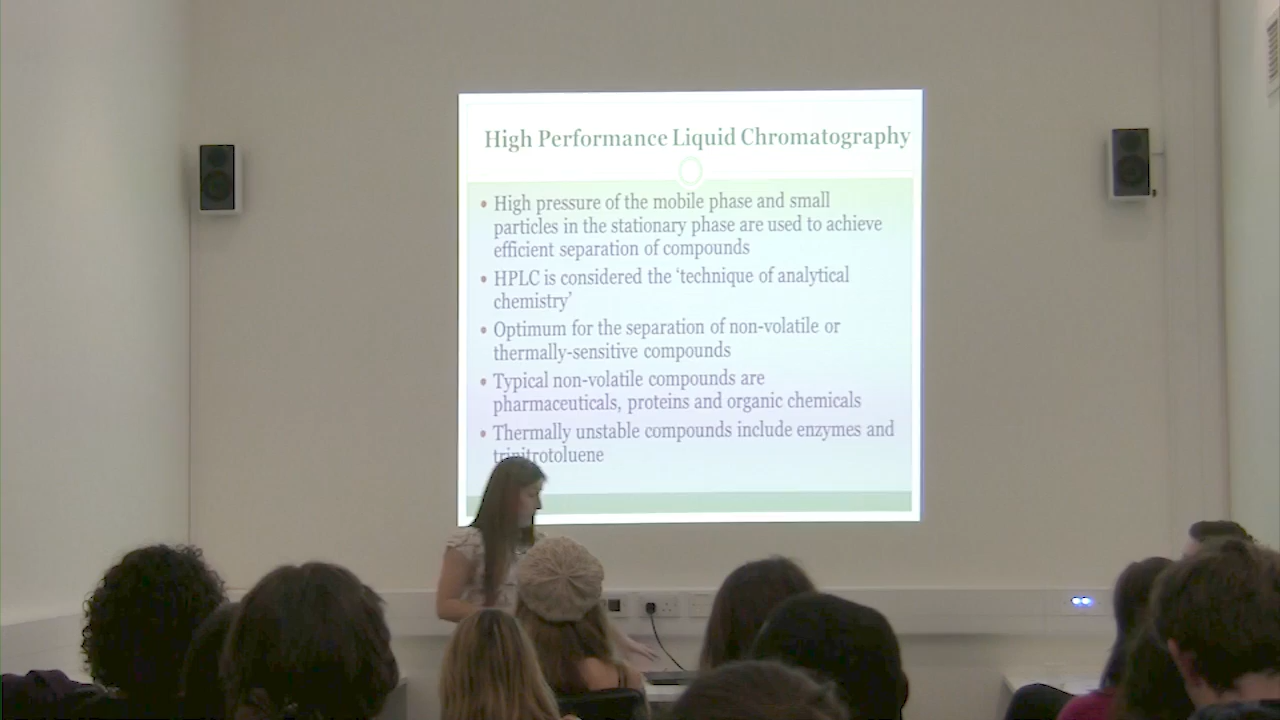 High Performance Liquid Chromatography
• High pressure of the mobile phase and small
particles in the stationary phase are used to achieve
efficient separation of compounds
• HPLC is considered the ‘technique of analytical
chemistry’
• Optimum for the separation of non-volatile or
thermally-sensitive compounds
• Typical non-volatile compounds are
pharmaceuticals, proteins and organic chemicals
• Thermally unstable compounds include enzymes and
trinitrotoluene